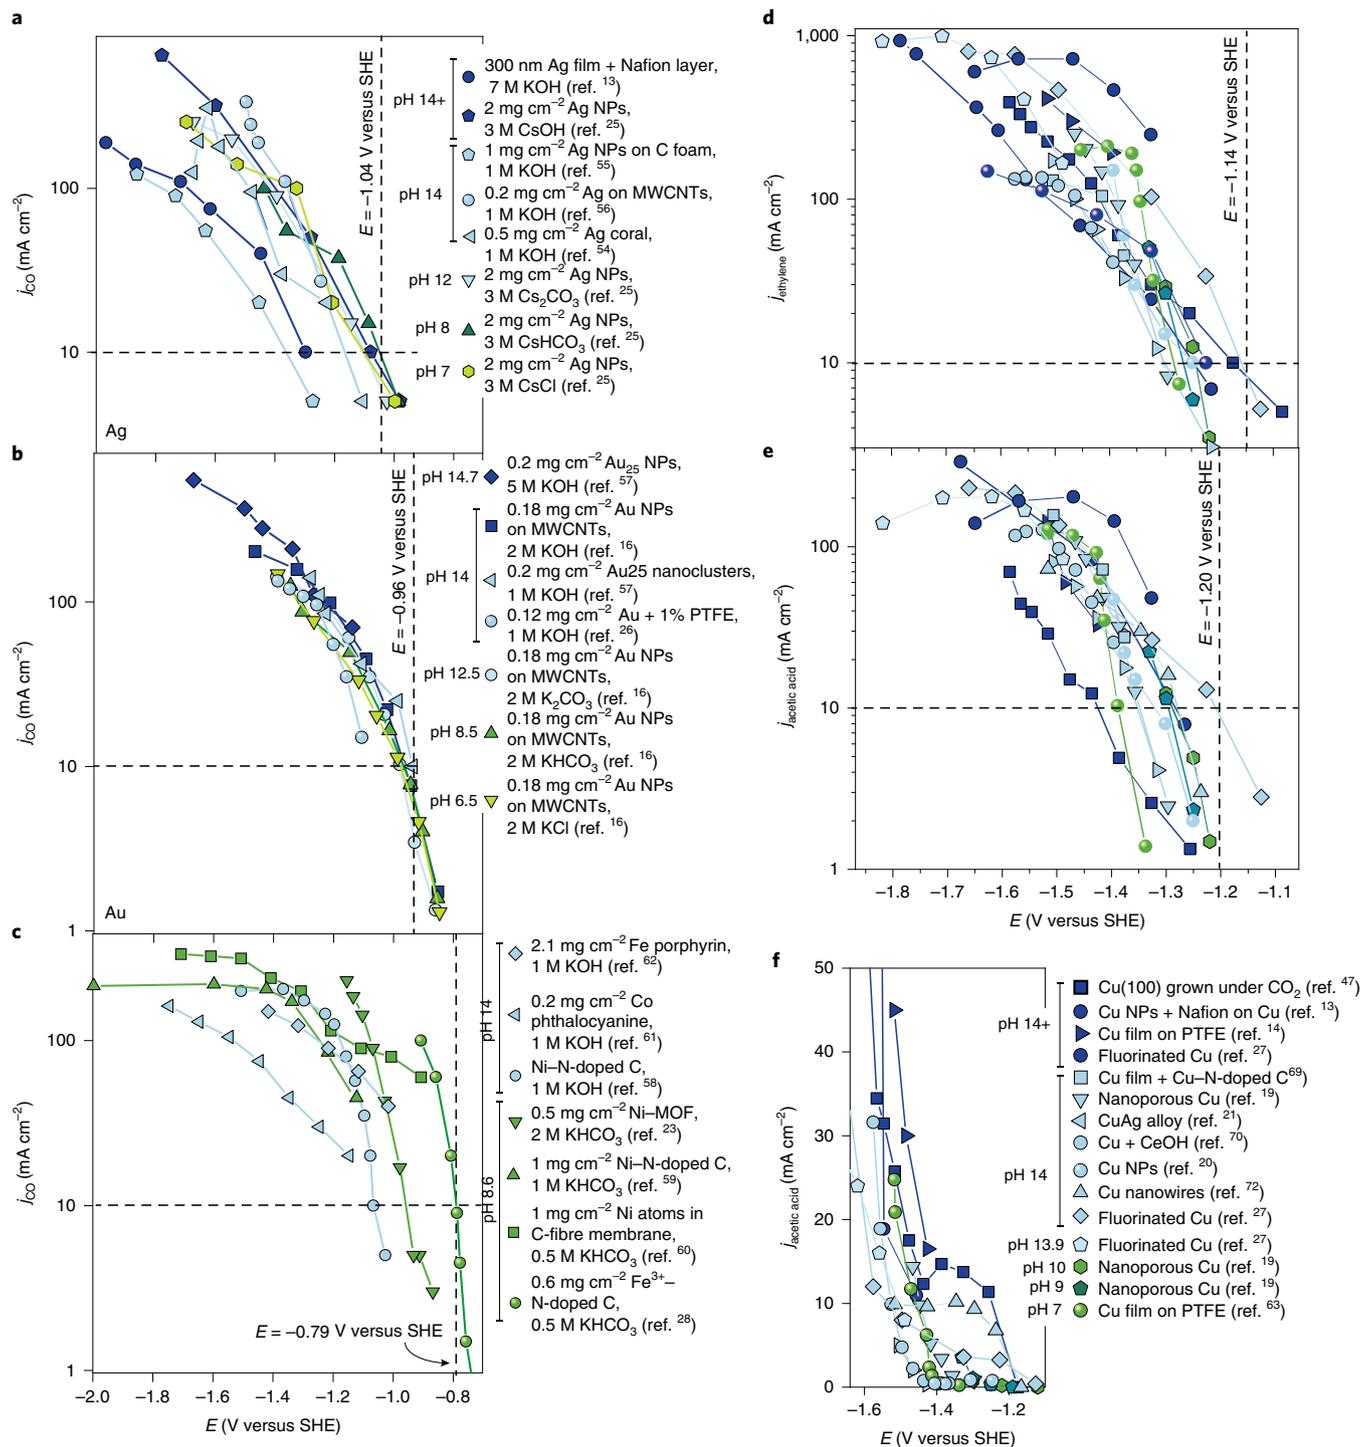 a
j_CO (mA cm−2)
100
10
E = −1.04 V versus SHE
Ag
pH 14+
300 nm Ag film + Nafion layer,
7 M KOH (ref. 13)
2 mg cm−2 Ag NPs,
3 M CsOH (ref. 25)
pH 14
1 mg cm−2 Ag NPs on C foam,
1 M KOH (ref. 55)
0.2 mg cm−2 Ag on MWCNTs,
1 M KOH (ref. 56)
0.5 mg cm−2 Ag coral,
1 M KOH (ref. 54)
pH 12
2 mg cm−2 Ag NPs,
3 M Cs2CO3 (ref. 25)
pH 8
2 mg cm−2 Ag NPs,
3 M CsHCO3 (ref. 25)
pH 7
2 mg cm−2 Ag NPs,
3 M CsCl (ref. 25)
b
j_CO (mA cm−2)
100
10
1
E = −0.96 V versus SHE
Au
pH 14.7
0.2 mg cm−2 Au25 NPs,
5 M KOH (ref. 57)
pH 14
0.18 mg cm−2 Au NPs
on MWCNTs,
2 M KOH (ref. 16)
0.2 mg cm−2 Au25 nanoclusters,
1 M KOH (ref. 57)
0.12 mg cm−2 Au + 1% PTFE,
1 M KOH (ref. 26)
pH 12.5
0.18 mg cm−2 Au NPs
on MWCNTs,
2 M K2CO3 (ref. 16)
pH 8.5
0.18 mg cm−2 Au NPs
on MWCNTs,
2 M KHCO3 (ref. 16)
pH 6.5
0.18 mg cm−2 Au NPs
on MWCNTs,
2 M KCl (ref. 16)
c
j_CO (mA cm−2)
100
10
1
E = −0.79 V versus SHE
−2.0 −1.8 −1.6 −1.4 −1.2 −1.0 −0.8
E (V versus SHE)
pH 14
2.1 mg cm−2 Fe porphyrin,
1 M KOH (ref. 62)
0.2 mg cm−2 Co
phthalocyanine,
1 M KOH (ref. 61)
Ni–N-doped C,
1 M KOH (ref. 58)
pH 8.6
0.5 mg cm−2 Ni–MOF,
2 M KHCO3 (ref. 23)
1 mg cm−2 Ni–N-doped C,
1 M KHCO3 (ref. 59)
1 mg cm−2 Ni atoms in
C-fibre membrane,
0.5 M KHCO3 (ref. 60)
0.6 mg cm−2 Fe3+–
N-doped C,
0.5 M KHCO3 (ref. 28)
d
j_ethylene (mA cm−2)
1,000
100
10
E = −1.14 V versus SHE
e
j_acetic acid (mA cm−2)
100
10
1
E = −1.20 V versus SHE
−1.8 −1.7 −1.6 −1.5 −1.4 −1.3 −1.2 −1.1
E (V versus SHE)
f
j_acetic acid (mA cm−2)
50
40
30
20
10
0
−1.6 −1.4 −1.2
E (V versus SHE)
pH 14+
Cu(100) grown under CO2 (ref. 47)
Cu NPs + Nafion on Cu (ref. 13)
Cu film on PTFE (ref. 14)
Fluorinated Cu (ref. 27)
pH 14
Cu film + Cu–N-doped C69)
Nanoporous Cu (ref. 19)
CuAg alloy (ref. 21)
Cu + CeOH (ref. 70)
Cu NPs (ref. 20)
Cu nanowires (ref. 72)
Fluorinated Cu (ref. 27)
pH 13.9
Fluorinated Cu (ref. 27)
pH 10
Nanoporous Cu (ref. 19)
pH 9
Nanoporous Cu (ref. 19)
pH 7
Cu film on PTFE (ref. 63)